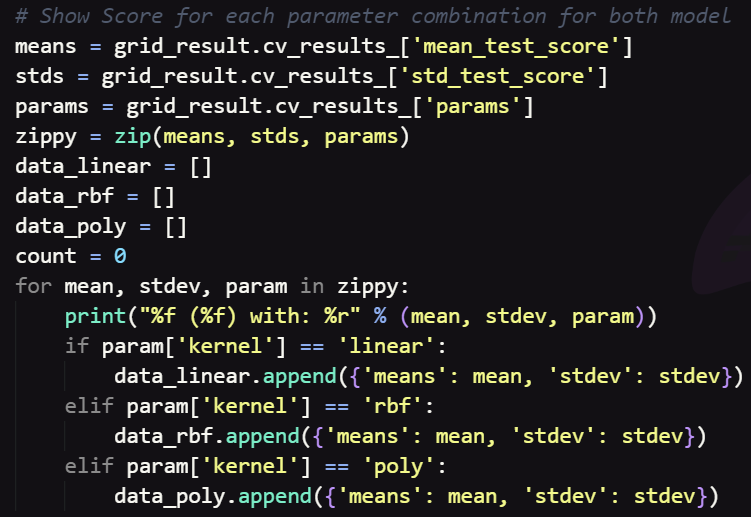 # Show Score for each parameter combination for both model
means = grid_result.cv_results_['mean_test_score']
stds = grid_result.cv_results_['std_test_score']
params = grid_result.cv_results_['params']
zippy = zip(means, stds, params)
data_linear = []
data_rbf = []
data_poly = []
count = 0
for mean, stdev, param in zippy:
    print("%f (%f) with: %r" % (mean, stdev, param))
    if param['kernel'] == 'linear':
        data_linear.append({'means': mean, 'stdev': stdev})
    elif param['kernel'] == 'rbf':
        data_rbf.append({'means': mean, 'stdev': stdev})
    elif param['kernel'] == 'poly':
        data_poly.append({'means': mean, 'stdev': stdev})